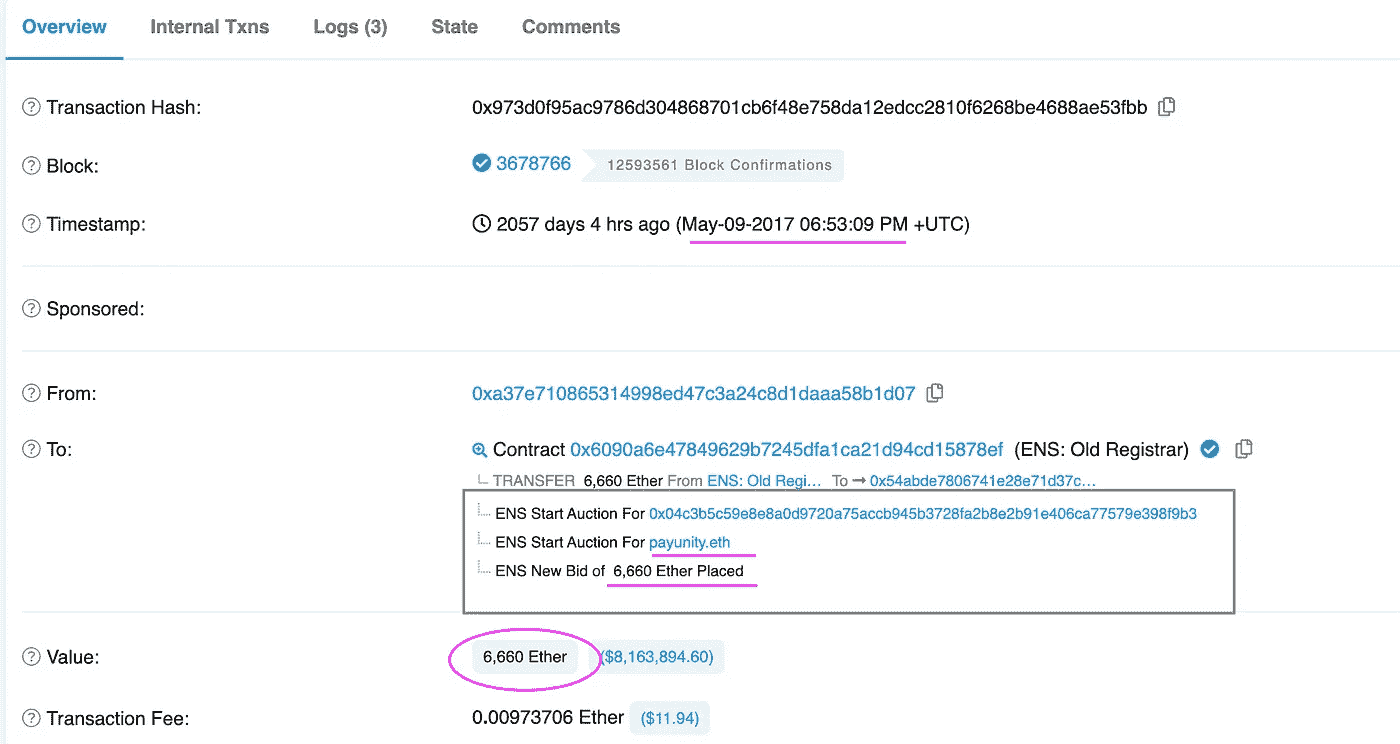 Overview Internal Txns Logs (3) State Comments
Transaction Hash: 0x973d0f95ac9786d304868701cb6f48e758da12edcc2810f6268be4688ae53fbb
Block: 3678766 12593561 Block Confirmations
Timestamp: 2057 days 4 hrs ago (May-09-2017 06:53:09 PM +UTC)
Sponsored:
From: 0xa37e710865314998ed47c3a24c8d1daaa58b1d07
To: Contract 0x6090a6e47849629b7245dfa1ca21d94cd15878ef (ENS: Old Registrar)
TRANSFER 6,660 Ether From ENS: Old Regi... To → 0x54abde7806741e28e71d37c...
ENS Start Auction For 0x04c3b5c59e8e8a0d9720a75accb945b3728fa2b8e2b91e406ca77579e398f9b3
ENS Start Auction For payunity.eth
ENS New Bid of 6,660 Ether Placed
Value: 6,660 Ether ($8,163,894.60)
Transaction Fee: 0.00973706 Ether ($11.94)